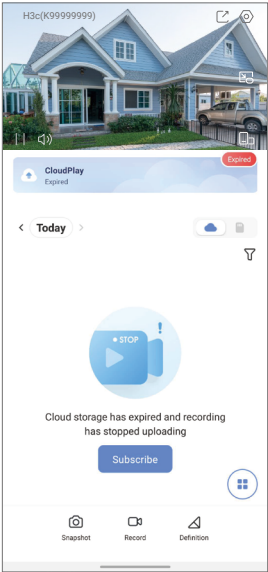 H3c(K99999999)
Expired
CloudPlay
Expired
Today
STOP
Cloud storage has expired and recording
has stopped uploading
Subscribe
Snapshot
Record
Definition